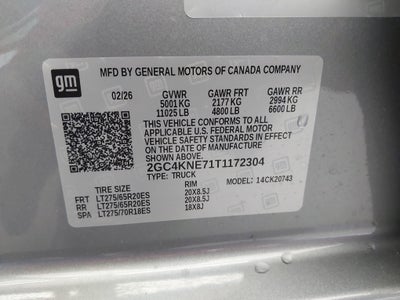 gm
MFD BY GENERAL MOTORS OF CANADA COMPANY
02/26 GVWR GAWR FRT GAWR RR
5001 KG 2177 KG 2994 KG
11025 LB 4800 LB 6600 LB
THIS VEHICLE CONFORMS TO ALL
APPLICABLE U.S. FEDERAL MOTOR
VEHICLE SAFETY STANDARDS IN EFFECT
ON THE DATE OF MANUFACTURE
SHOWN ABOVE.
2GC4KNE71T1172304
TYPE: TRUCK MODEL: 14CK20743
TIRE SIZE RIM
FRT LT275/65R20ES 20X8.5J
RR LT275/65R20ES 20X8.5J
SPA LT275/70R18ES 18X8J